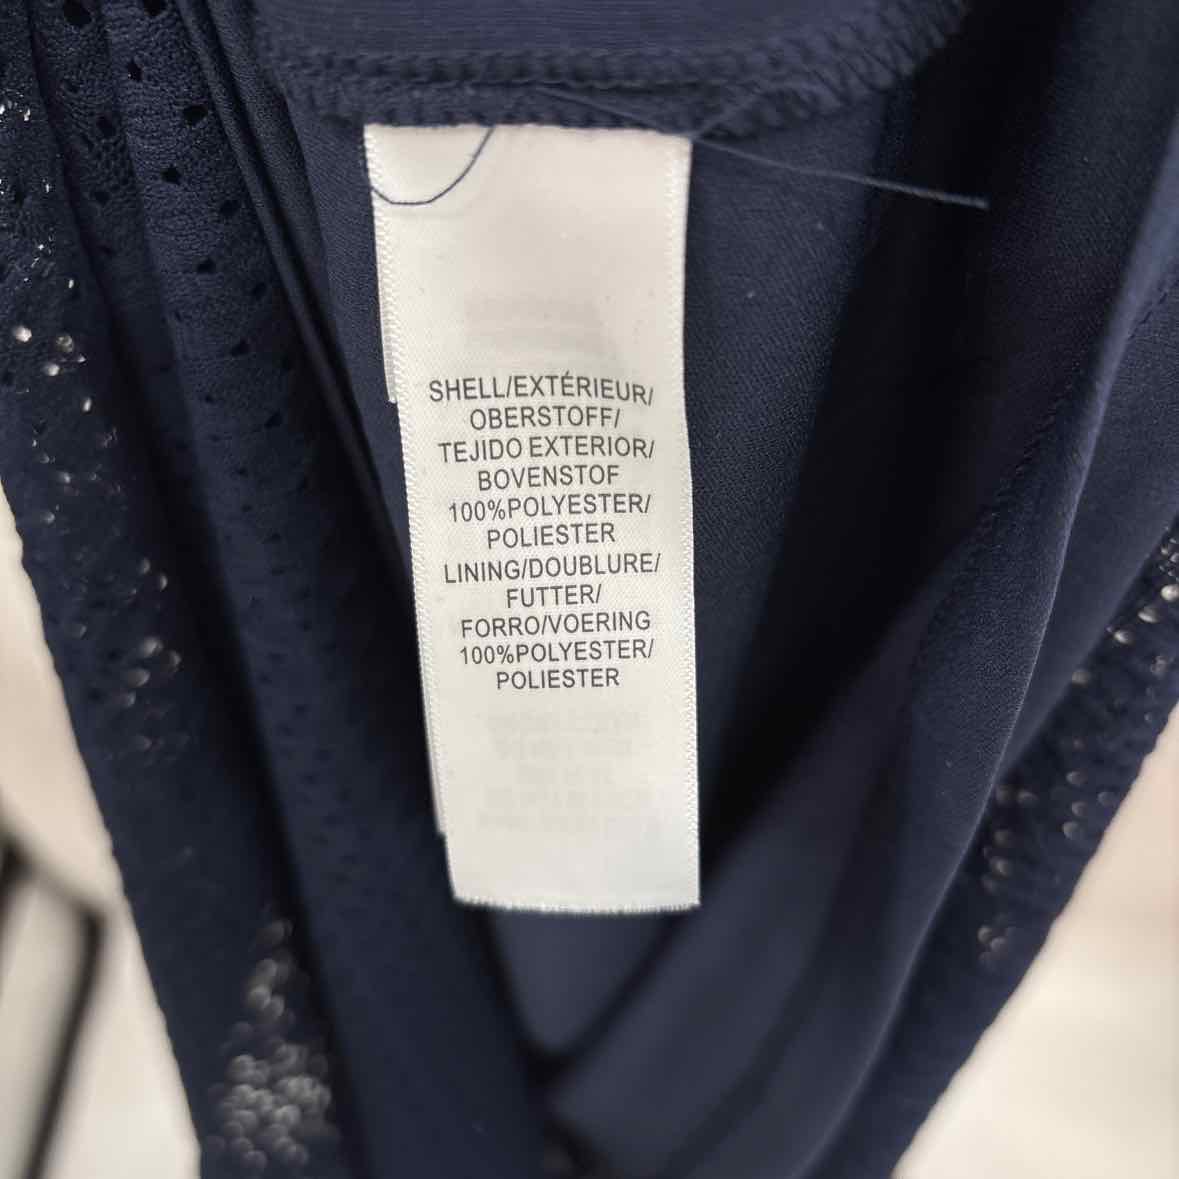 SHELL/EXTÉRIEUR/
OBERSTOFF/
TEJIDO EXTERIOR/
BOVENSTOF
100%POLYESTER/
POLIESTER
LINING/DOUBLURE/
FUTTER/
FORRO/VOERING
100%POLYESTER/
POLIESTER